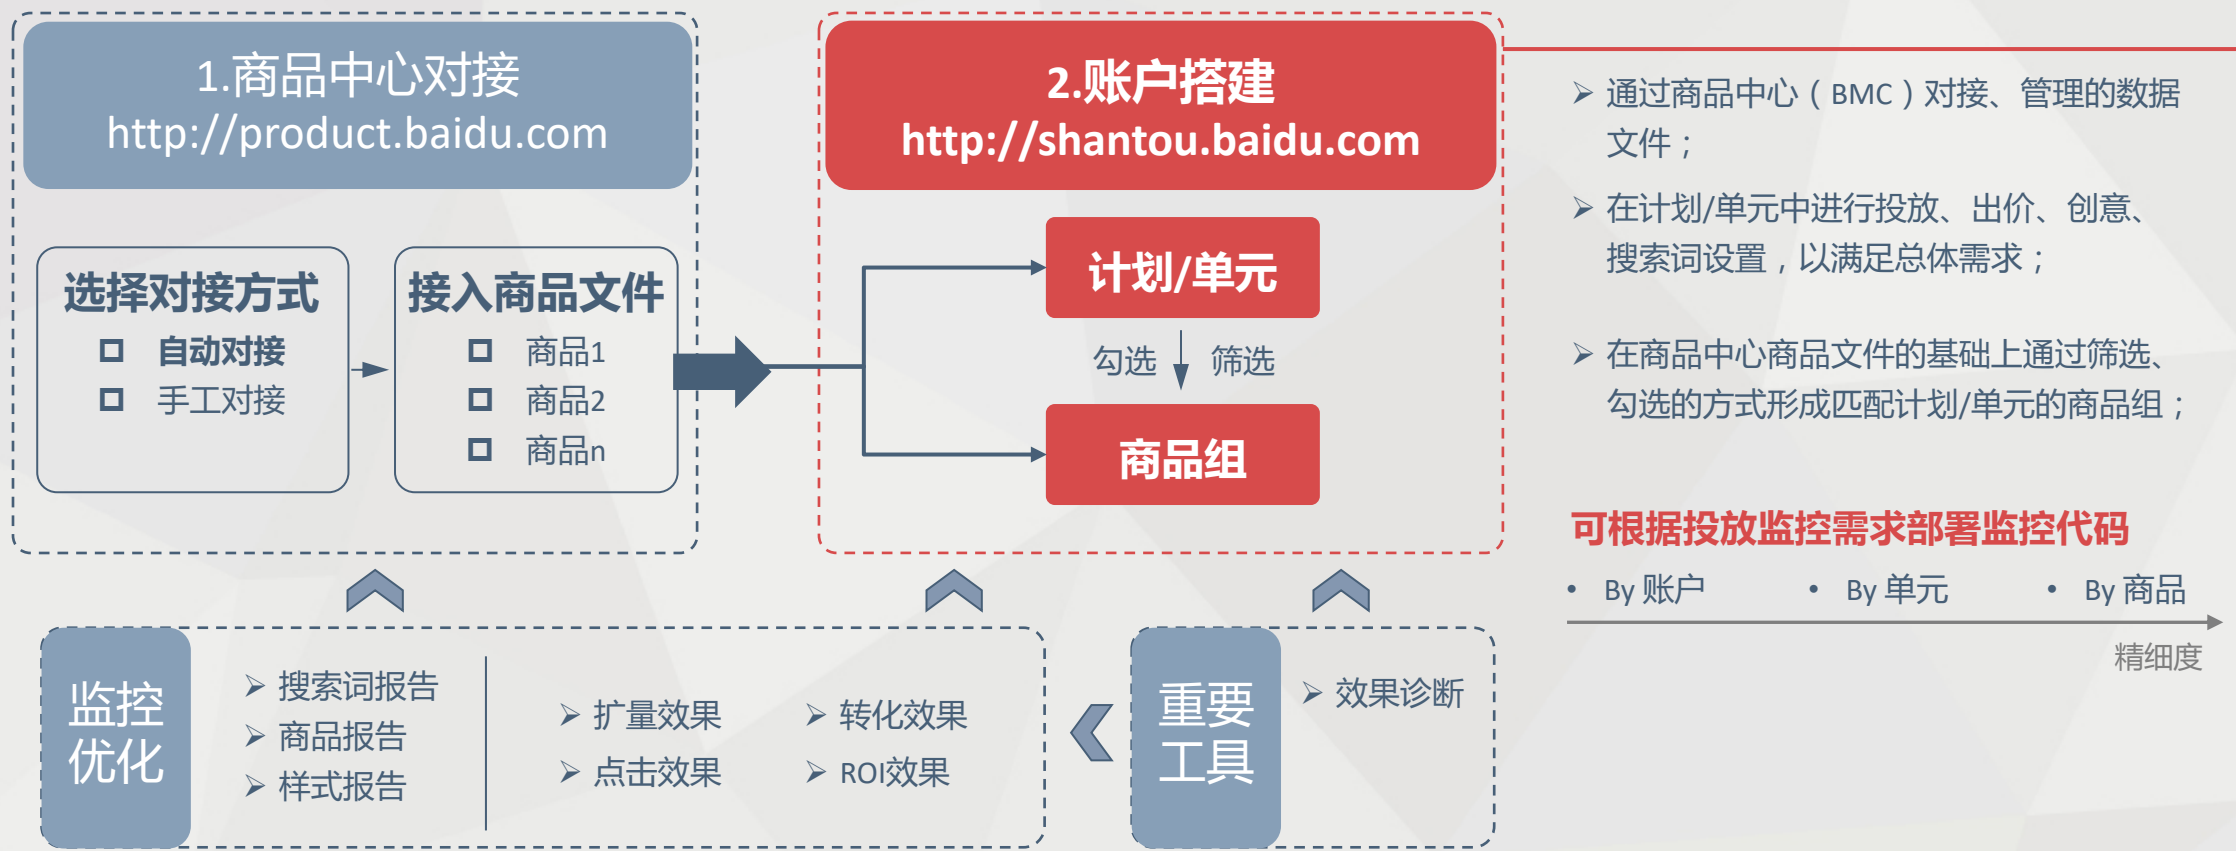 1.商品中心对接
http://product.baidu.com
选择对接方式
自动对接
手工对接
接入商品文件
商品1
商品2
商品n
2.账户搭建
http://shantou.baidu.com
计划/单元
勾选 筛选
商品组
通过商品中心（BMC）对接、管理的数据
文件；
在计划/单元中进行投放、出价、创意、
搜索词设置，以满足总体需求；
在商品中心商品文件的基础上通过筛选、
勾选的方式形成匹配计划/单元的商品组；
可根据投放监控需求部署监控代码
• By 账户 • By 单元 • By 商品
精细度
监控
优化
搜索词报告
商品报告
样式报告
扩量效果 转化效果
点击效果 ROI效果
重要
工具
效果诊断